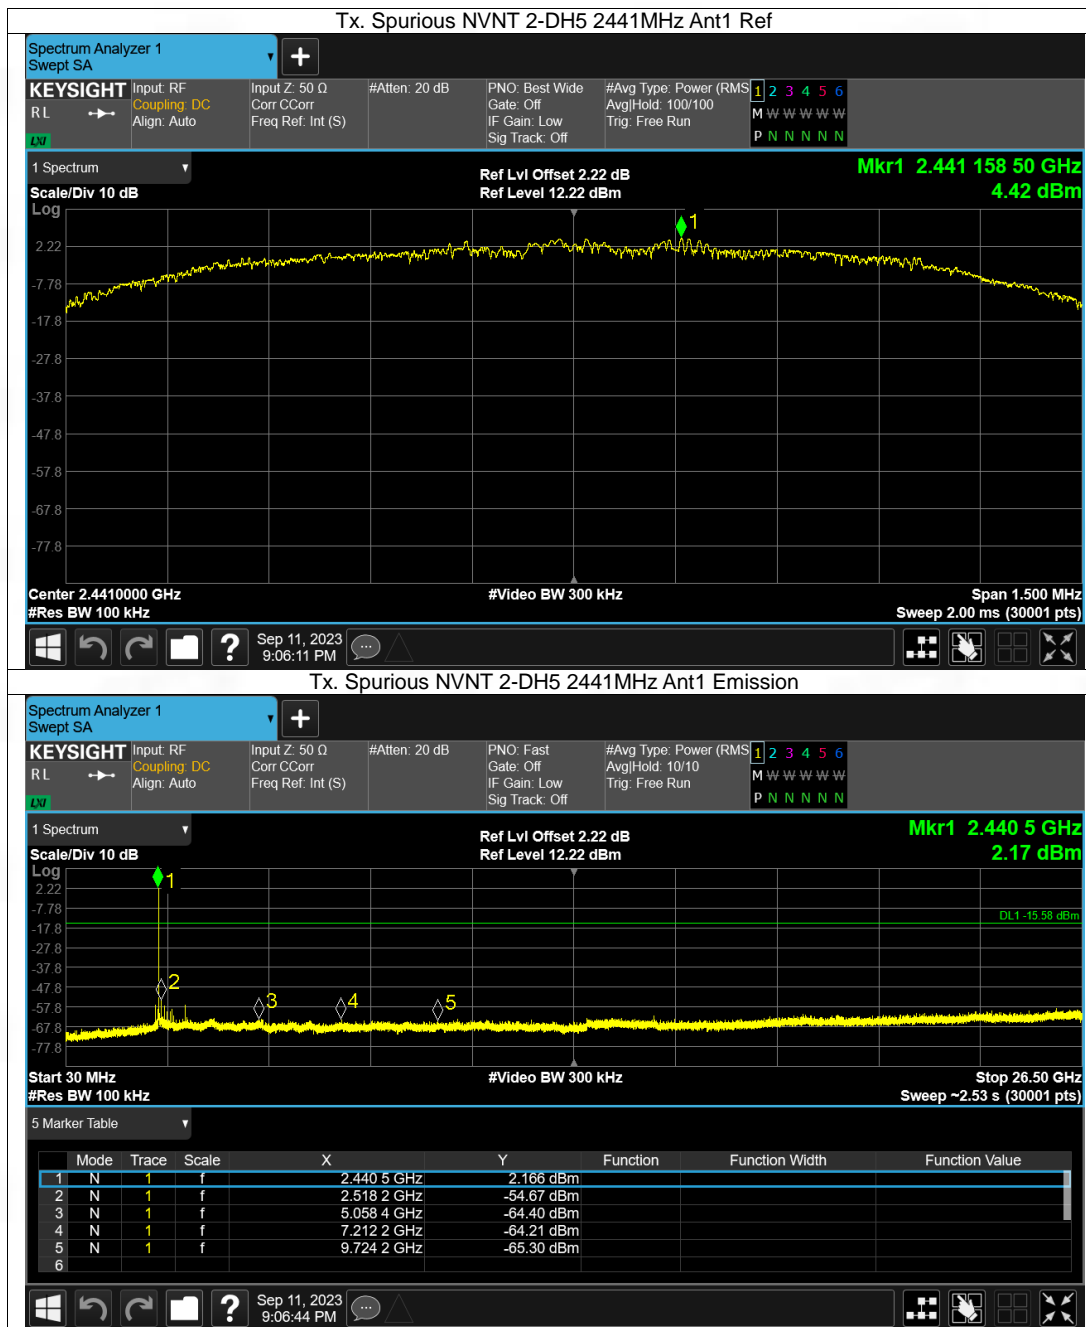 Tx. Spurious NVNT 2-DH5 2441MHz Ant1 Ref
Spectrum Analyzer 1
Swept SA
KEYSIGHT Input: RF Input Z: 50 Ω #Atten: 20 dB PNO: Best Wide #Avg Type: Power (RMS 1 2 3 4 5 6
RL Coupling: DC Corr CCorr Gate: Off Avg|Hold: 100/100 M W W W W W
Align: Auto Freq Ref: Int (S) IF Gain: Low Trig: Free Run
LXI Sig Track: Off P N N N N N
1 Spectrum Ref Lvl Offset 2.22 dB Mkr1 2.441 158 50 GHz
Scale/Div 10 dB Ref Level 12.22 dBm 4.42 dBm
Log
1
2.22
-7.78
-17.8
-27.8
-37.8
-47.8
-57.8
-67.8
-77.8
Center 2.4410000 GHz #Video BW 300 kHz Span 1.500 MHz
#Res BW 100 kHz Sweep 2.00 ms (30001 pts)
? Sep 11, 2023
9:06:11 PM
Tx. Spurious NVNT 2-DH5 2441MHz Ant1 Emission
Spectrum Analyzer 1
Swept SA
KEYSIGHT Input: RF Input Z: 50 Ω #Atten: 20 dB PNO: Fast #Avg Type: Power (RMS 1 2 3 4 5 6
RL Coupling: DC Corr CCorr Gate: Off Avg|Hold: 10/10 M W W W W W
Align: Auto Freq Ref: Int (S) IF Gain: Low Trig: Free Run
LXI Sig Track: Off P N N N N N
1 Spectrum Ref Lvl Offset 2.22 dB Mkr1 2.440 5 GHz
Scale/Div 10 dB Ref Level 12.22 dBm 2.17 dBm
Log
1
2.22
-7.78
DL1 -15.58 dBm
-17.8
-27.8
-37.8
-47.8 2
-57.8 3 4 5
-67.8
-77.8
Start 30 MHz #Video BW 300 kHz Stop 26.50 GHz
#Res BW 100 kHz Sweep ~2.53 s (30001 pts)
5 Marker Table
Mode Trace Scale X Y Function Function Width Function Value
1 N 1 f 2.440 5 GHz 2.166 dBm
2 N 1 f 2.518 2 GHz -54.67 dBm
3 N 1 f 5.058 4 GHz -64.40 dBm
4 N 1 f 7.212 2 GHz -64.21 dBm
5 N 1 f 9.724 2 GHz -65.30 dBm
6
? Sep 11, 2023
9:06:44 PM